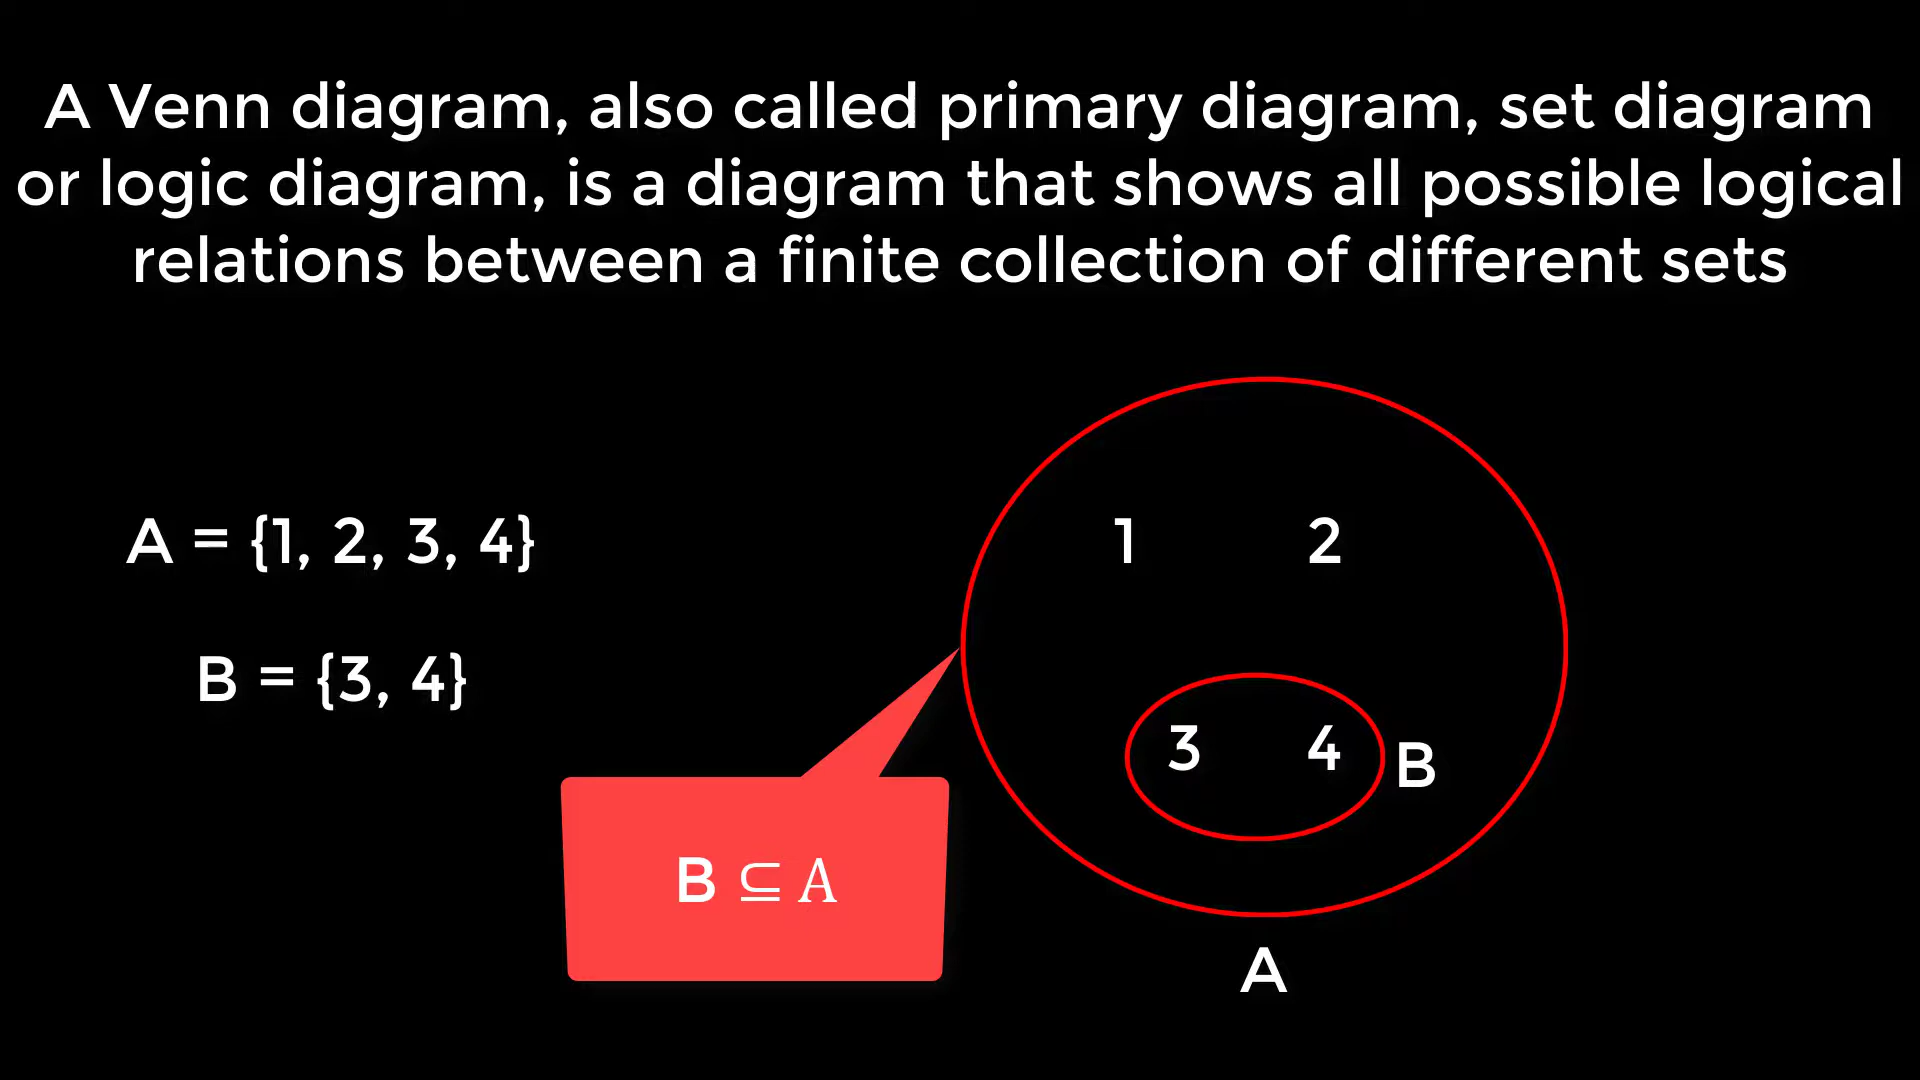 A Venn diagram, also called primary diagram, set diagram
or logic diagram, is a diagram that shows all possible logical
relations between a finite collection of different sets
A = {1, 2, 3, 4}
B = {3, 4}
1 2
3 4 B
B ⊆ A
A